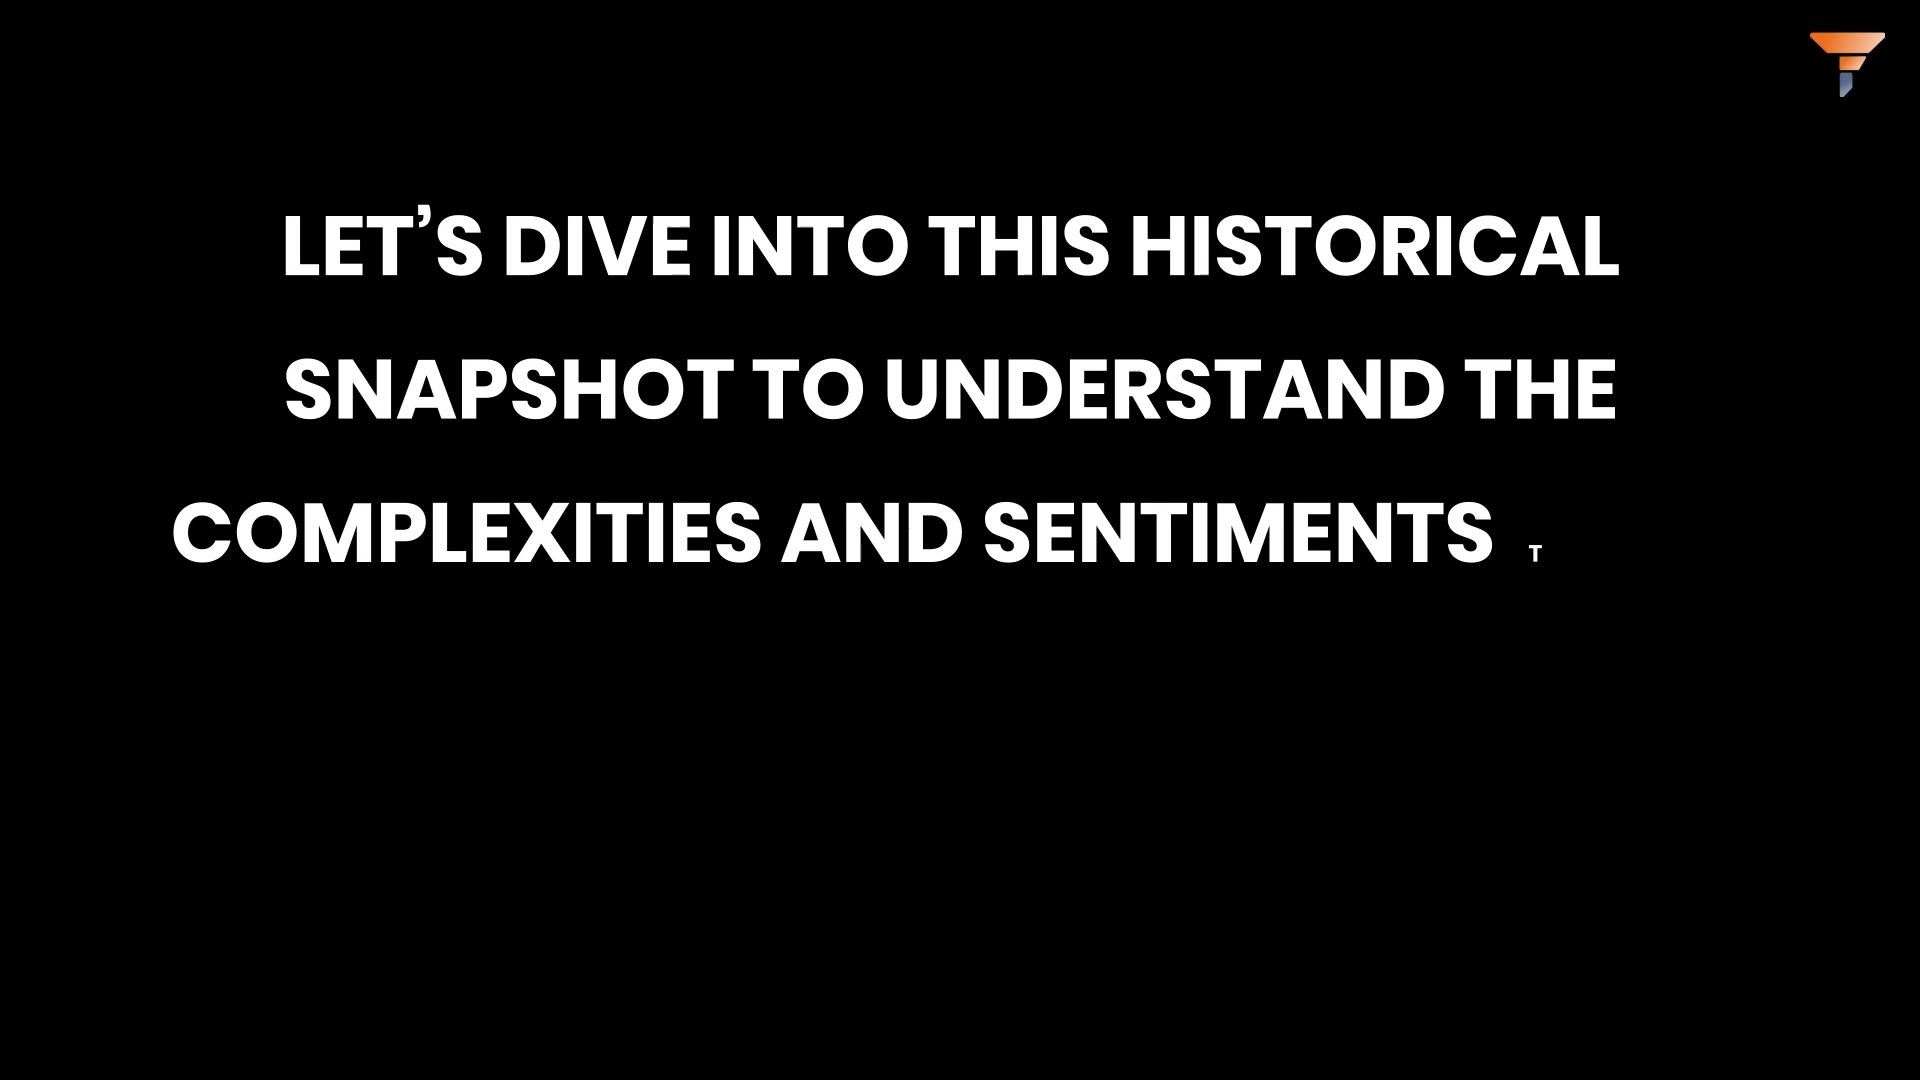 LET’S DIVE INTO THIS HISTORICAL
SNAPSHOT TO UNDERSTAND THE
COMPLEXITIES AND SENTIMENTS T